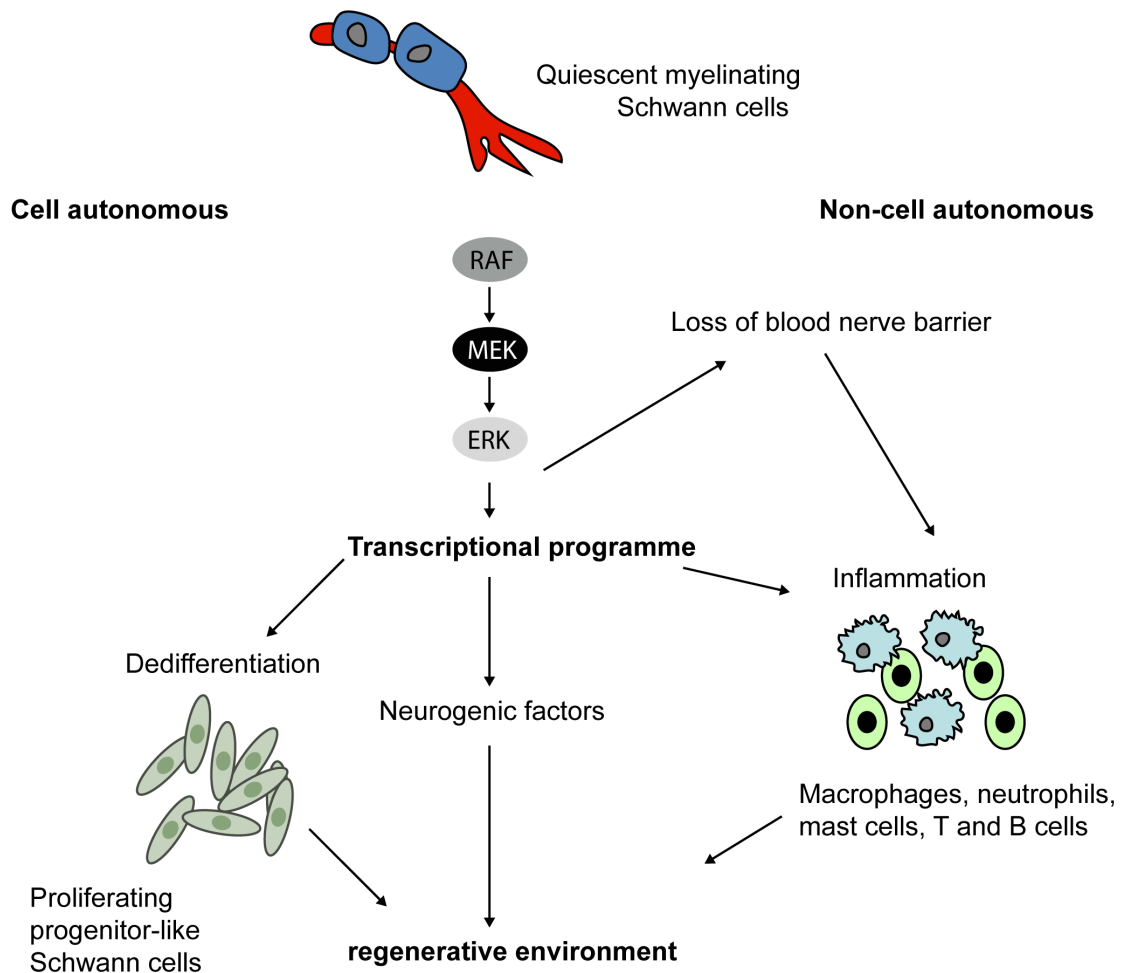 Quiescent myelinating
Schwann cells
Cell autonomous
Non-cell autonomous
RAF
Loss of blood nerve barrier
MEK
ERK
Transcriptional programme
Inflammation
Dedifferentiation
Neurogenic factors
Macrophages, neutrophils,
mast cells, T and B cells
Proliferating
progenitor-like
Schwann cells
regenerative environment